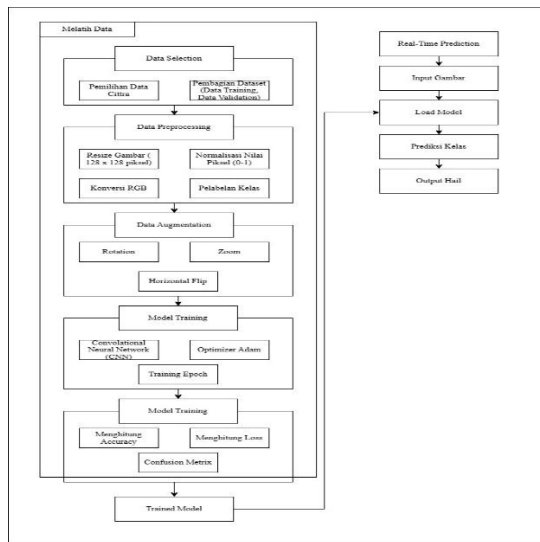 Melatih Data
Data Selection
Pemilihan Data
Citra
Pembagian Dataset
(Data Training,
Data Validation)
Data Preprocessing
Resize Gambar (
128 x 128 piksel)
Normalisasi Nilai
Piksel (0-1)
Konversi RGB
Pelabelan Kelas
Data Augmentation
Rotation
Zoom
Horizontal Flip
Model Training
Convolational
Neural Network
(CNN)
Optimizer Adam
Training Epoch
Model Training
Menghitung
Accuracy
Menghitung Loss
Confusion Metrix
Trained Model
Real-Time Prediction
Input Gambar
Load Model
Prediksi Kelas
Output Hail